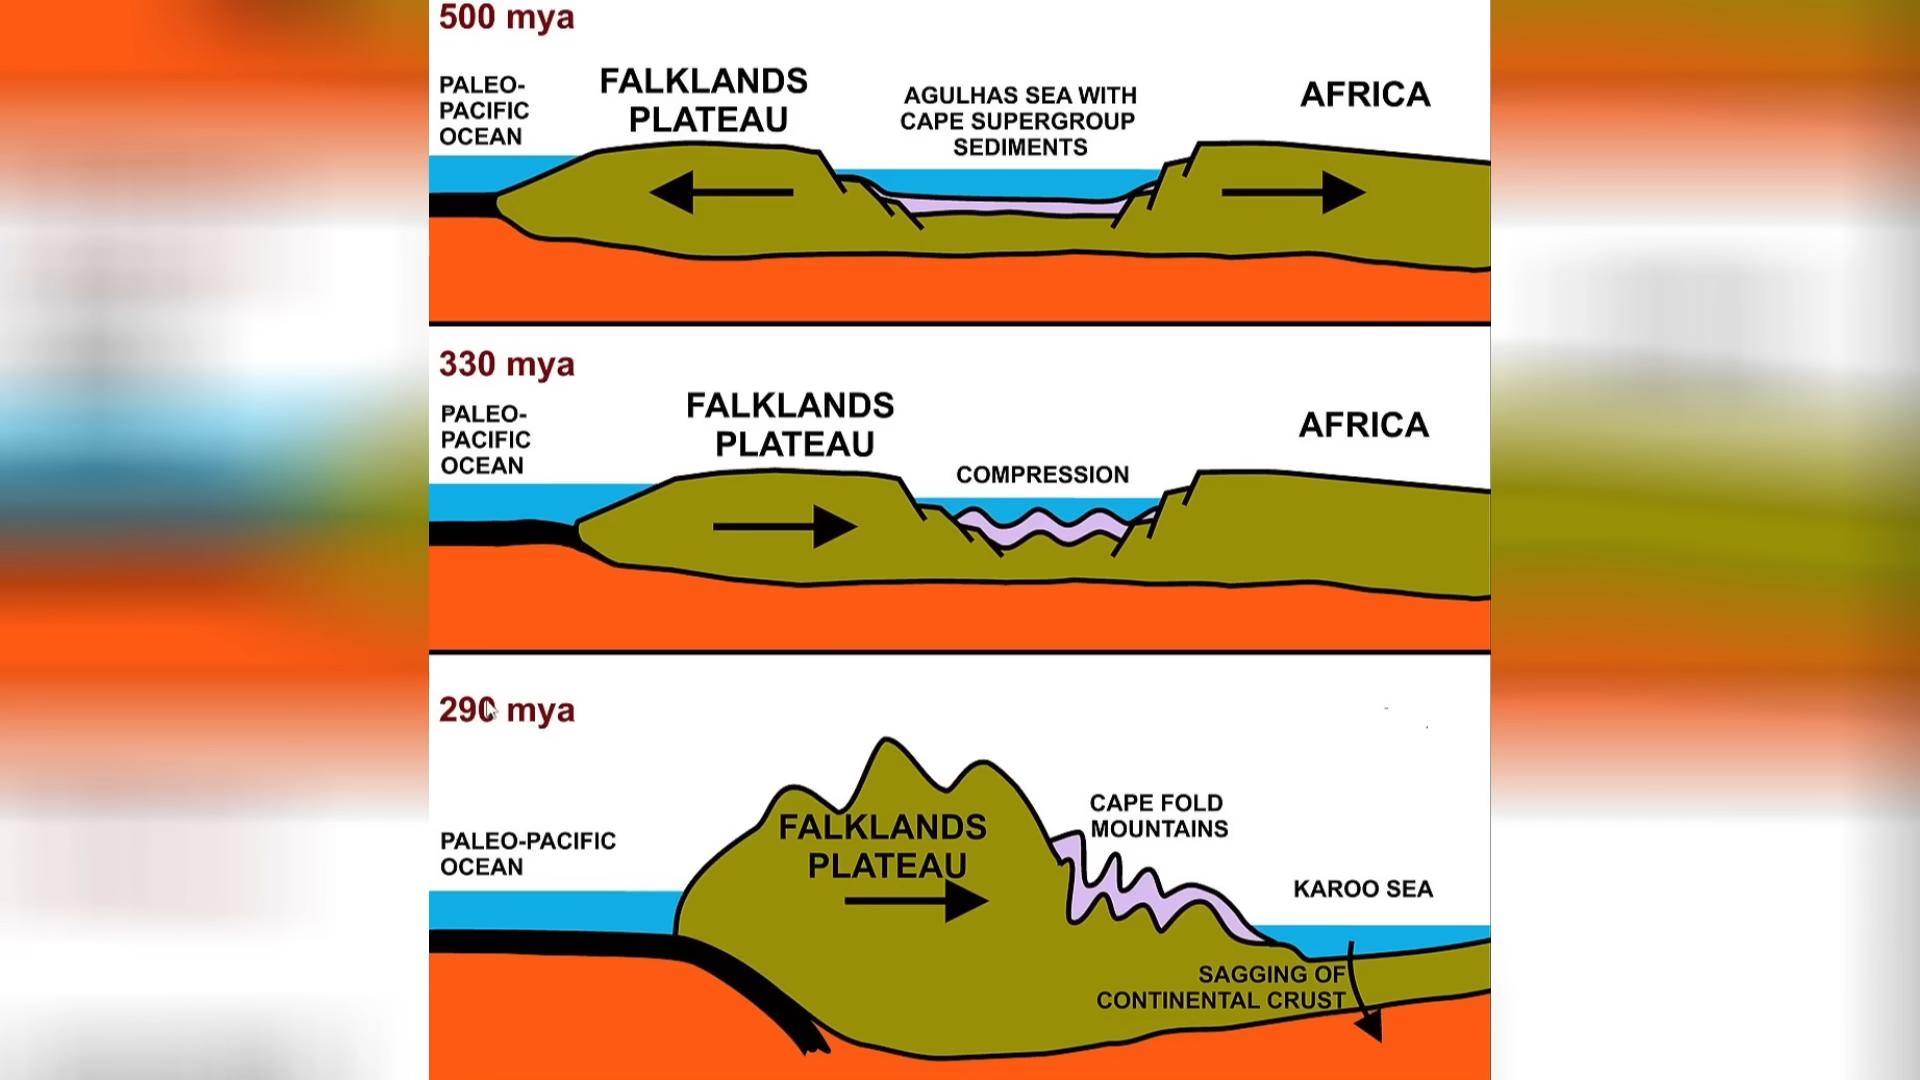 500 mya
PALEO-
PACIFIC
OCEAN
FALKLANDS
PLATEAU
AGULHAS SEA WITH
CAPE SUPERGROUP
SEDIMENTS
AFRICA
330 mya
PALEO-
PACIFIC
OCEAN
FALKLANDS
PLATEAU
COMPRESSION
AFRICA
290 mya
PALEO-PACIFIC
OCEAN
FALKLANDS
PLATEAU
CAPE FOLD
MOUNTAINS
KAROO SEA
SAGGING OF
CONTINENTAL CRUST